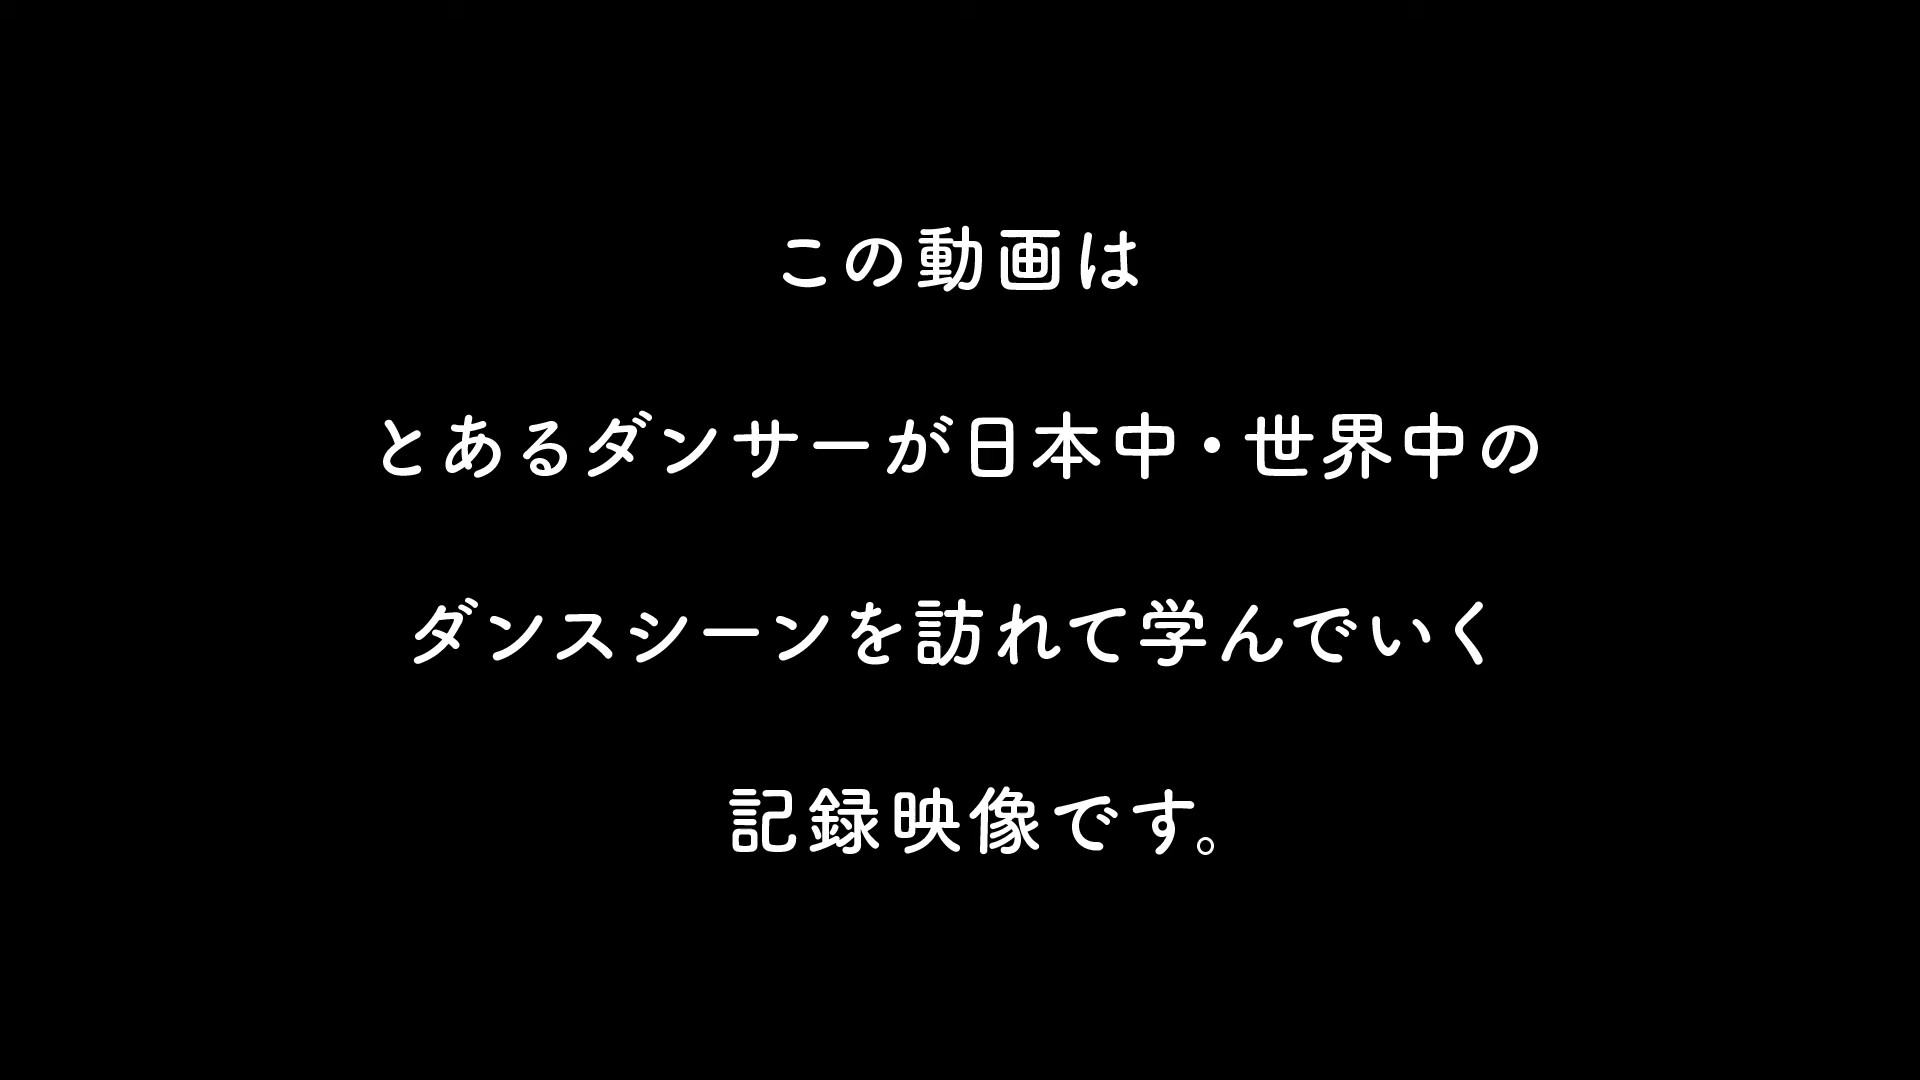 この動画は
とあるダンサーが日本中・世界中の
ダンスシーンを訪れて学んでいく
記録映像です。